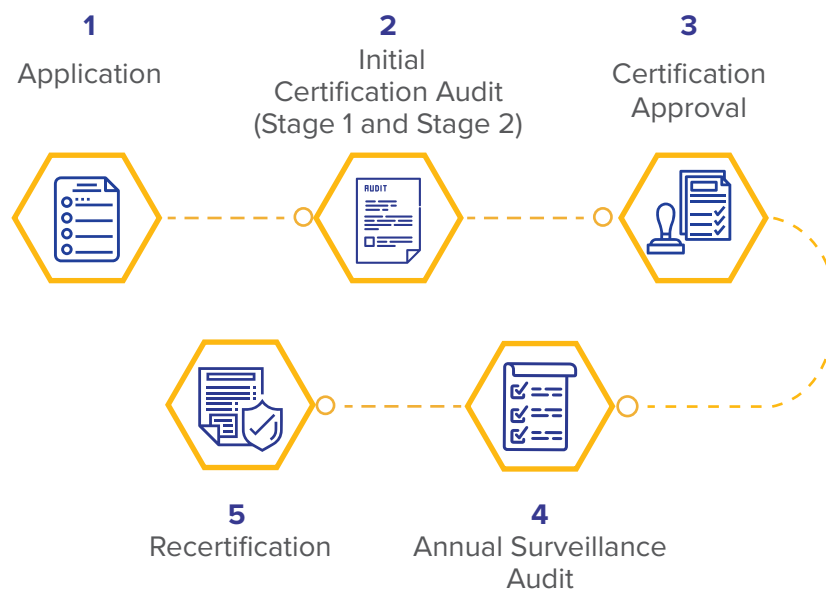 1
Application
2
Initial
Certification Audit
(Stage 1 and Stage 2)
3
Certification
Approval
AUDIT
4
Annual Surveillance
Audit
5
Recertification